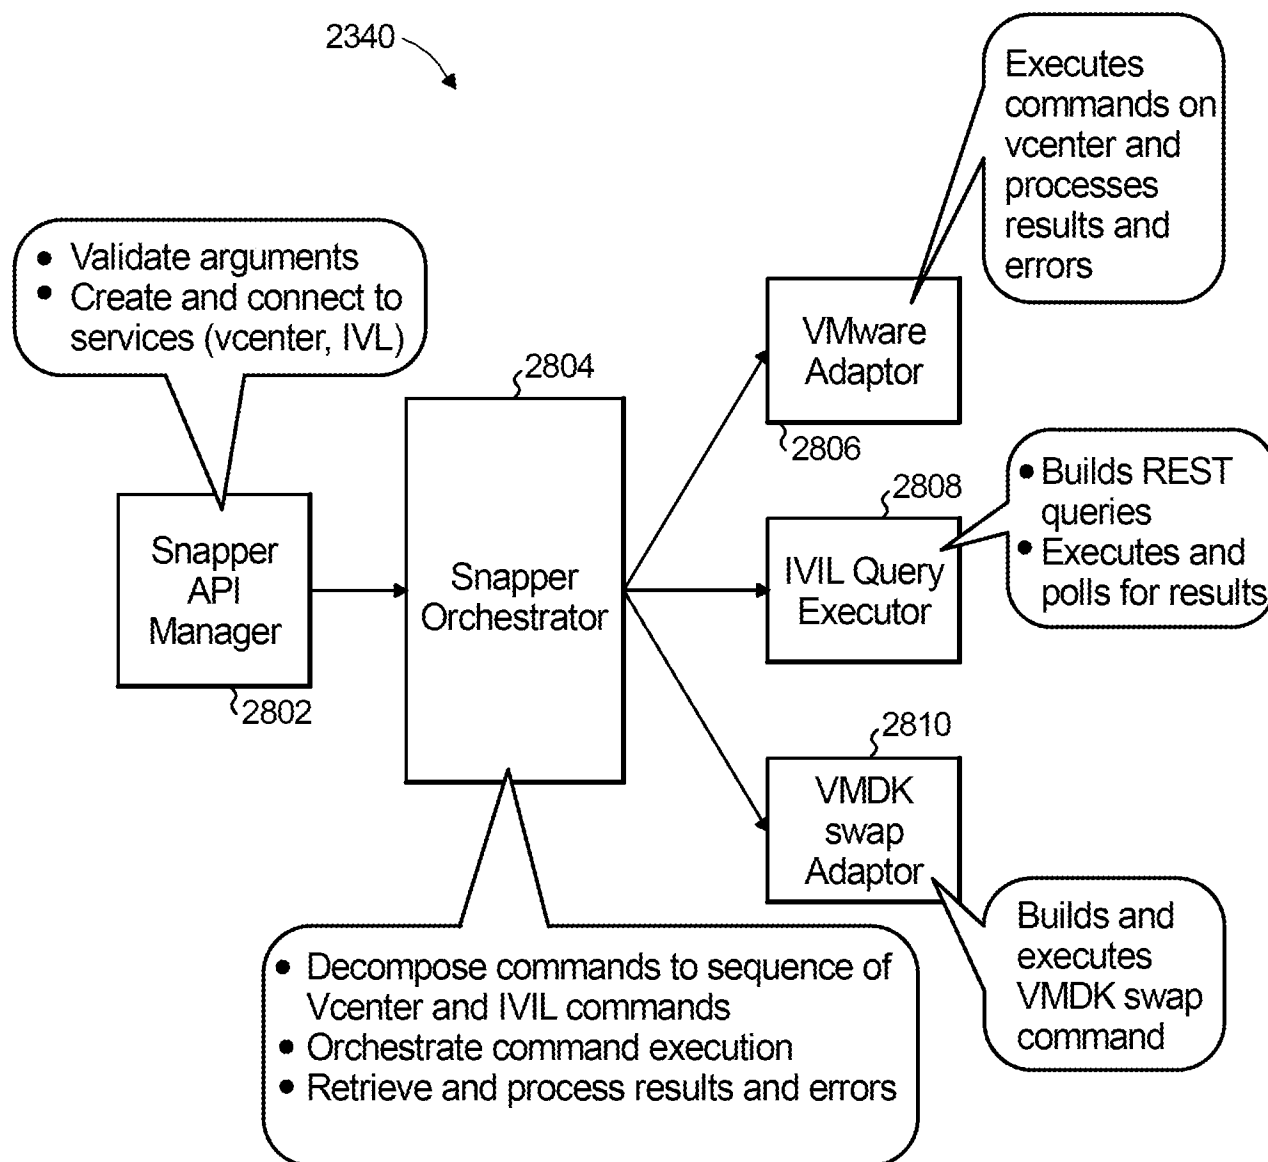 2340
Executes
commands on
vcenter and
processes
results and
errors
• Validate arguments
• Create and connect to
services (vcenter, IVL)
2804
VMware
Adaptor
2806
2808
• Builds REST
queries
• Executes and
polls for results
Snapper
API
Manager
2802
Snapper
Orchestrator
IVIL Query
Executor
2810
VMDK
swap
Adaptor
Builds and
executes
VMDK swap
command
• Decompose commands to sequence of
Vcenter and IVIL commands
• Orchestrate command execution
• Retrieve and process results and errors